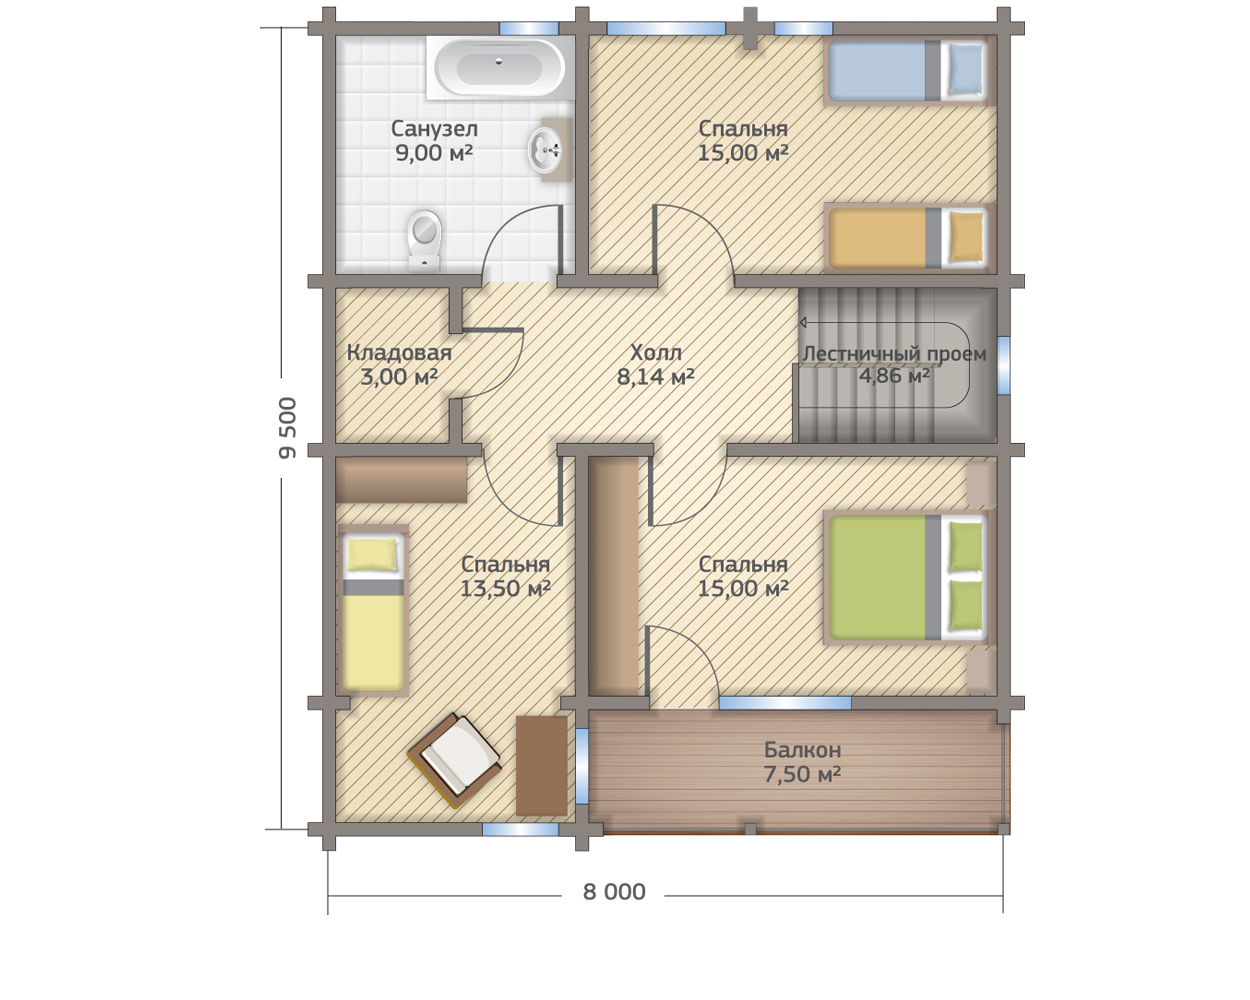 Санузел
9,00 м²
Спальня
15,00 м²
Кладовая
3,00 м²
Холл
8,14 м²
Лестничный проем
4,86 м²
9 500
Спальня
13,50 м²
Спальня
15,00 м²
Балкон
7,50 м²
8 000